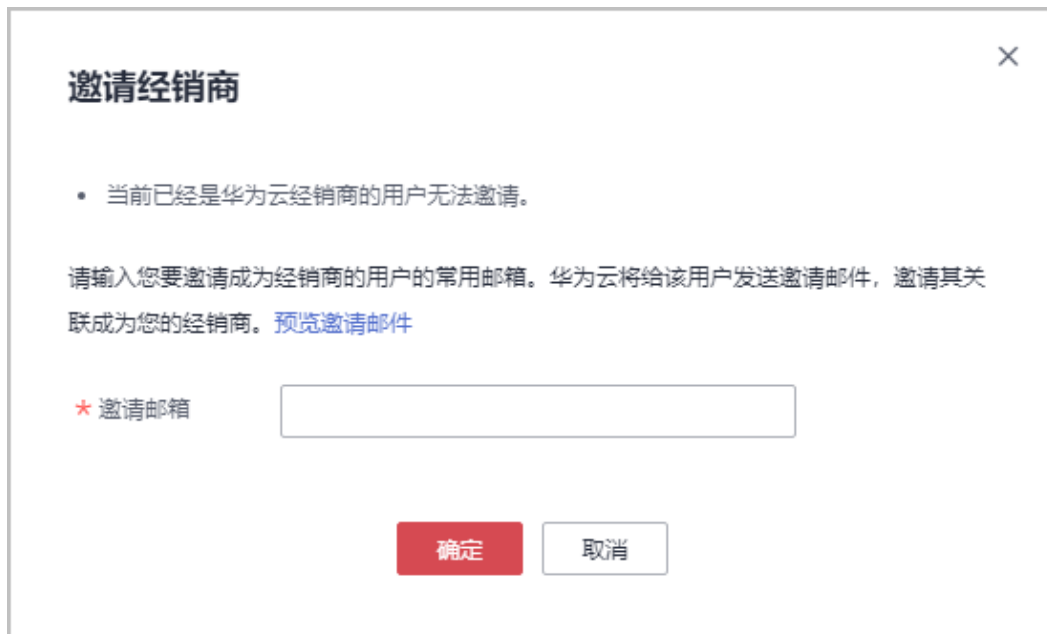 邀请经销商
• 当前已经是华为云经销商的用户无法邀请。
请输入您要邀请成为经销商的用户的常用邮箱。华为云将给该用户发送邀请邮件，邀请其关
联成为您的经销商。预览邀请邮件
* 邀请邮箱
确定 取消